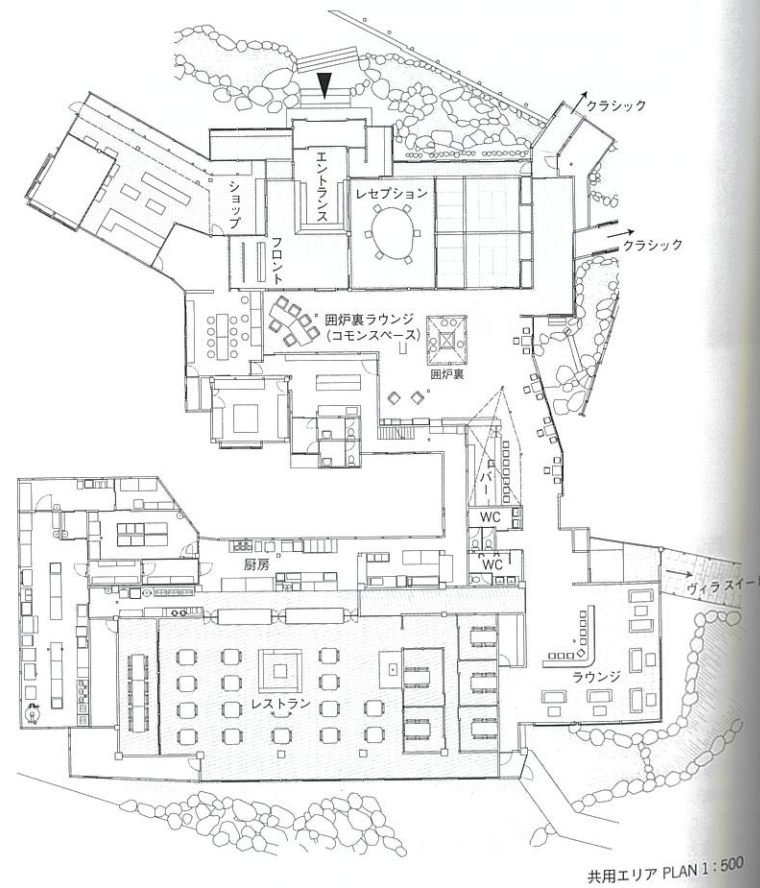 クラシック
エントランス
レセプション
ショップ
フロント
クラシック
囲炉裏ラウンジ
(コモンスペース)
囲炉裏
バー
WC
WC
厨房
ヴィラ スイート
ラウンジ
レストラン
共用エリア PLAN 1:500